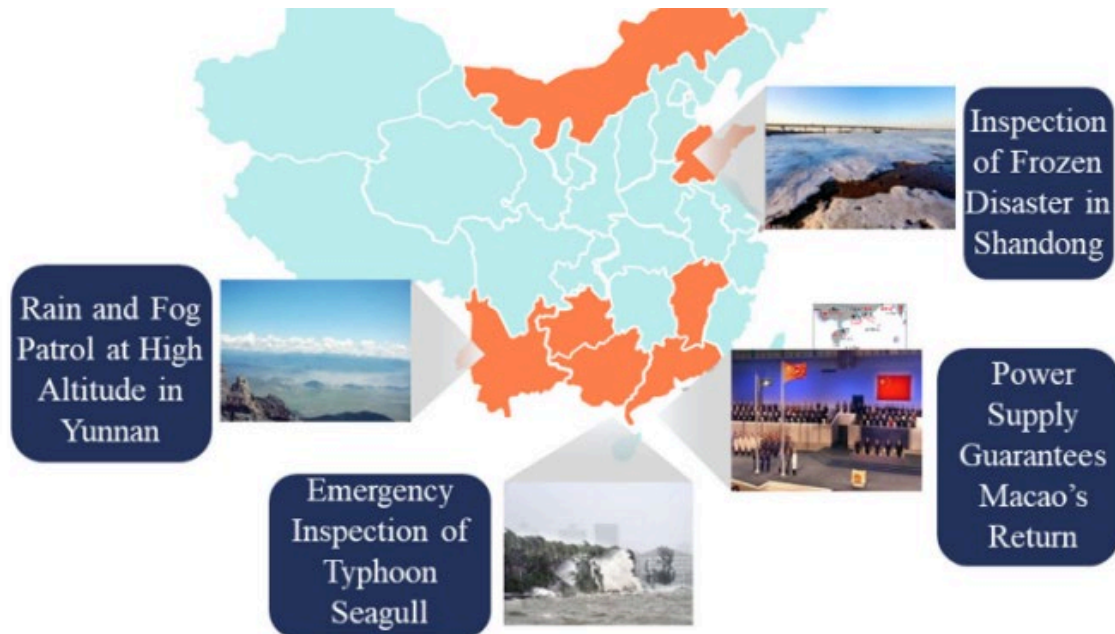 Inspection
of Frozen
Disaster in
Shandong
Rain and Fog
Patrol at High
Altitude in
Yunnan
Power
Supply
Guarantees
Macao's
Return
Emergency
Inspection of
Typhoon
Seagull